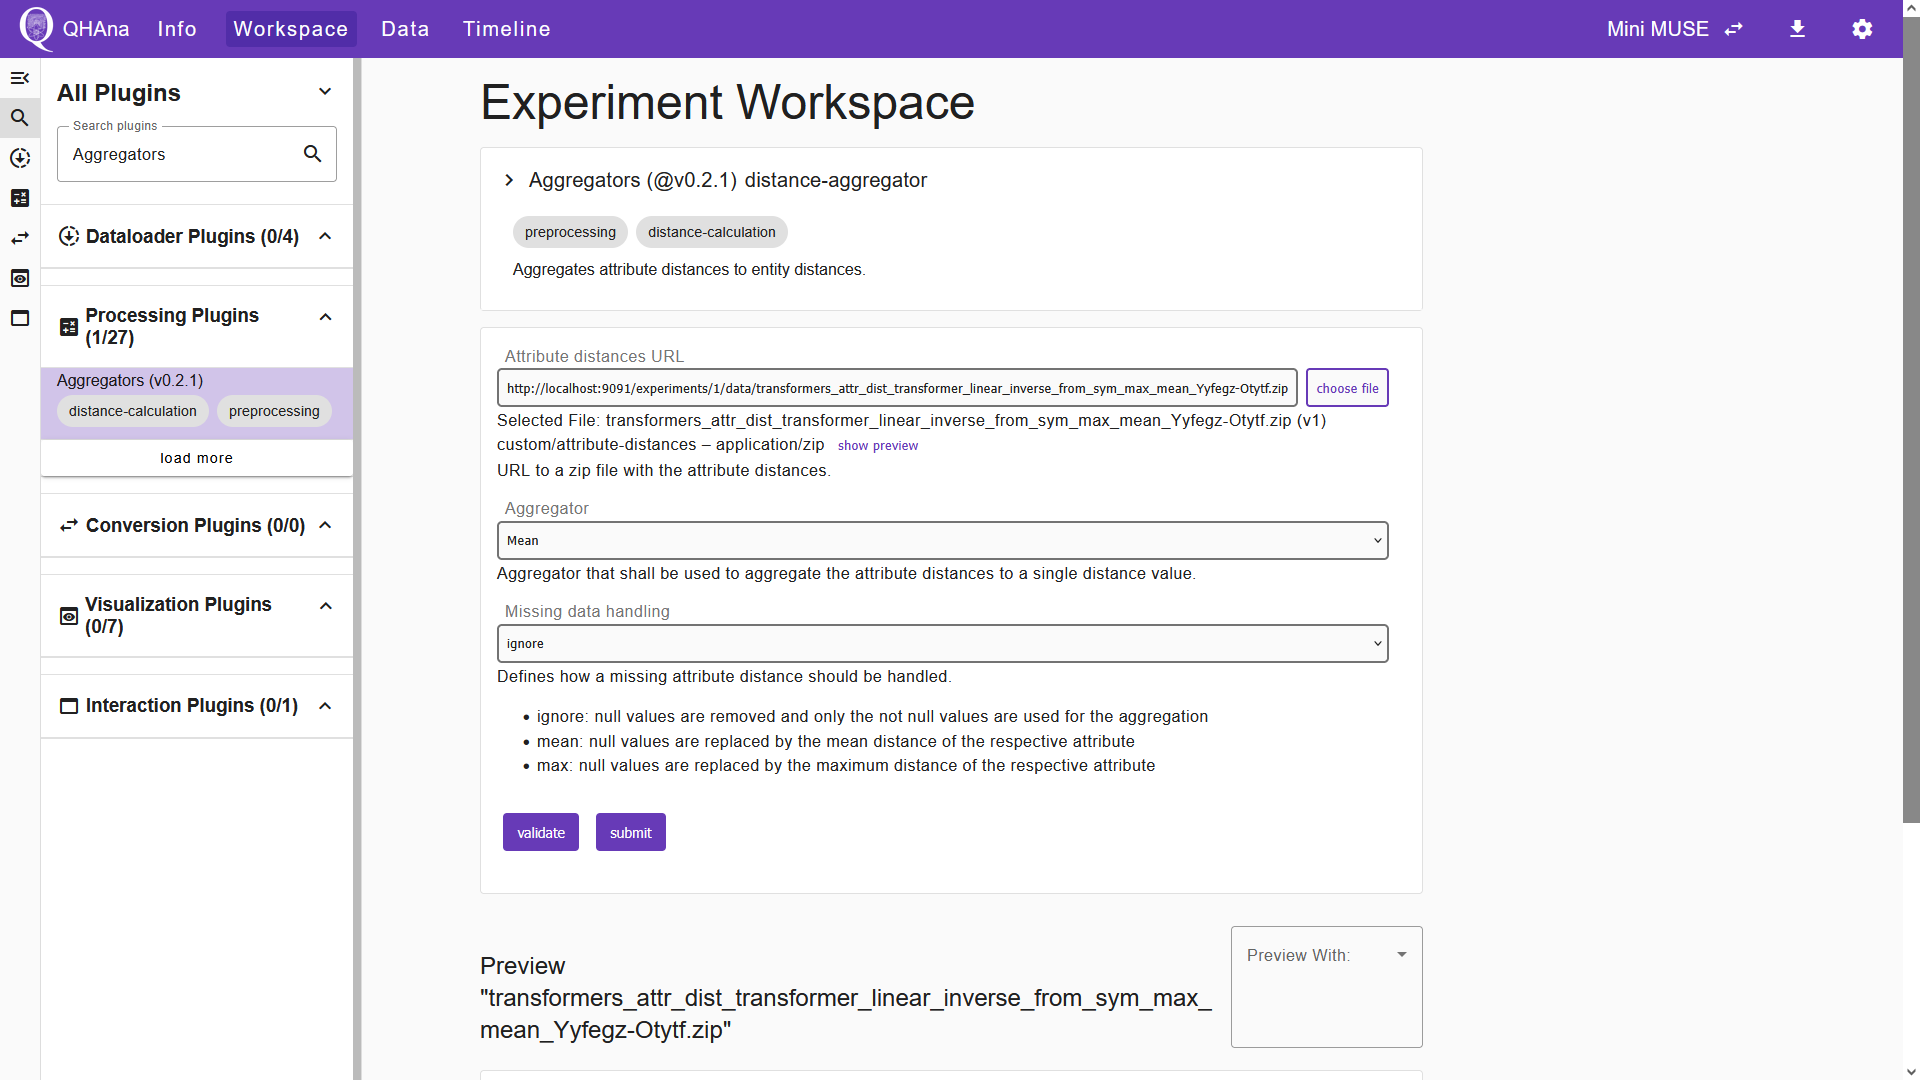 QHAna Info Workspace Data Timeline Mini MUSE
All Plugins
Search plugins
Aggregators
Dataloader Plugins (0/4)
Processing Plugins
(1/27)
Aggregators (v0.2.1)
distance-calculation preprocessing
load more
Conversion Plugins (0/0)
Visualization Plugins
(0/7)
Interaction Plugins (0/1)
Experiment Workspace
Aggregators (@v0.2.1) distance-aggregator
preprocessing distance-calculation
Aggregates attribute distances to entity distances.
Attribute distances URL
http://localhost:9091/experiments/1/data/transformers_attr_dist_transformer_linear_inverse_from_sym_max_mean_Yyfegz-Otytf.zip choose file
Selected File: transformers_attr_dist_transformer_linear_inverse_from_sym_max_mean_Yyfegz-Otytf.zip (v1)
custom/attribute-distances – application/zip show preview
URL to a zip file with the attribute distances.
Aggregator
Mean
Aggregator that shall be used to aggregate the attribute distances to a single distance value.
Missing data handling
ignore
Defines how a missing attribute distance should be handled.
• ignore: null values are removed and only the not null values are used for the aggregation
• mean: null values are replaced by the mean distance of the respective attribute
• max: null values are replaced by the maximum distance of the respective attribute
validate submit
Preview
"transformers_attr_dist_transformer_linear_inverse_from_sym_max_
mean_Yyfegz-Otytf.zip"
Preview With: